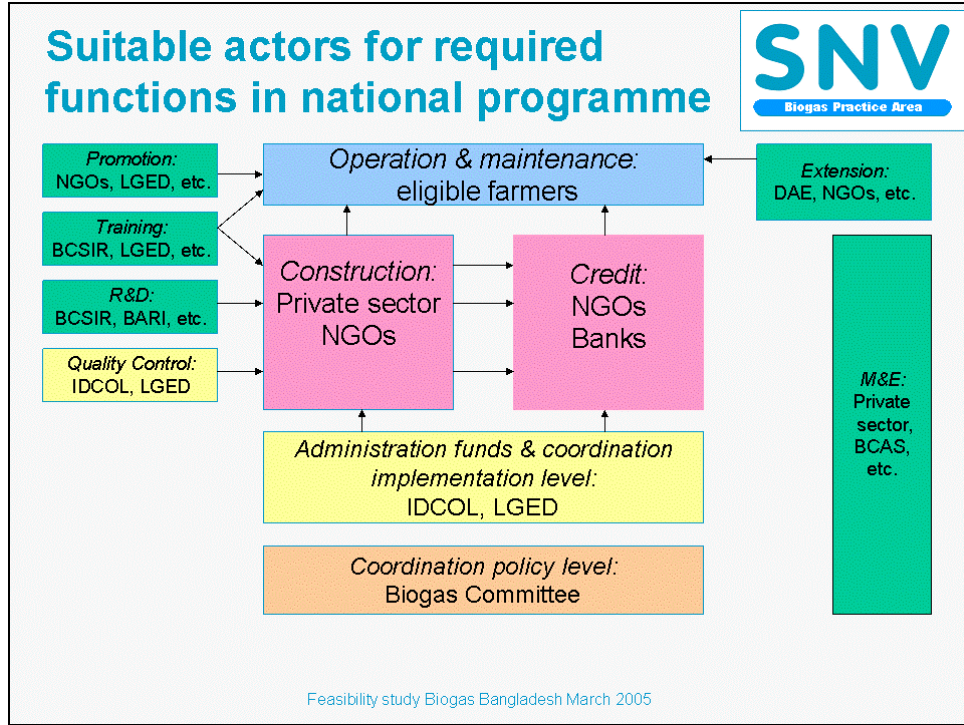 Suitable actors for required
functions in national programme
SNV
Biogas Practice Area
Promotion:
NGOs, LGED, etc.
Operation & maintenance:
eligible farmers
Extension:
DAE, NGOs, etc.
Training:
BCSIR, LGED, etc.
R&D:
BCSIR, BARI, etc.
Quality Control:
IDCOL, LGED
Construction:
Private sector
NGOs
Credit:
NGOs
Banks
M&E:
Private
sector,
BCAS,
etc.
Administration funds & coordination
implementation level:
IDCOL, LGED
Coordination policy level:
Biogas Committee
Feasibility study Biogas Bangladesh March 2005